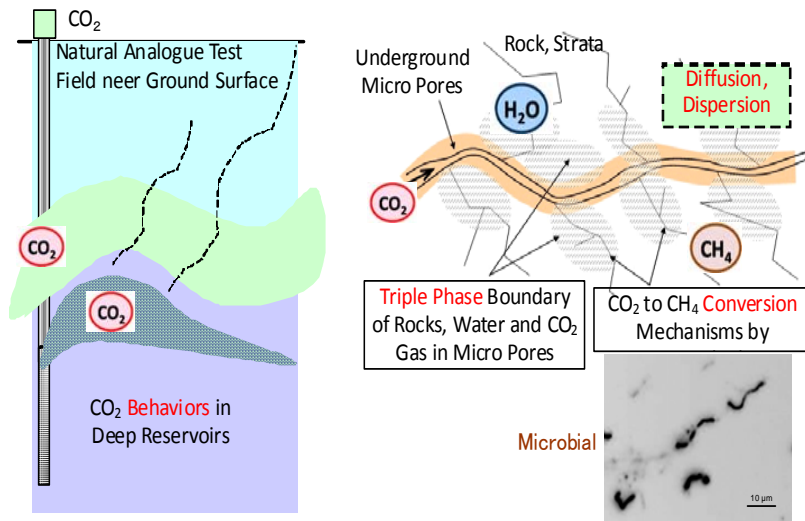 CO2
Natural Analogue Test
Field neer Ground Surface
CO2
CO2
CO2 Behaviors in
Deep Reservoirs
Rock, Strata
Underground
Micro Pores
H2O
Diffusion,
Dispersion
CO2
CH4
Triple Phase Boundary
of Rocks, Water and CO2
Gas in Micro Pores
CO2 to CH4 Conversion
Mechanisms by
Microbial
10 µm